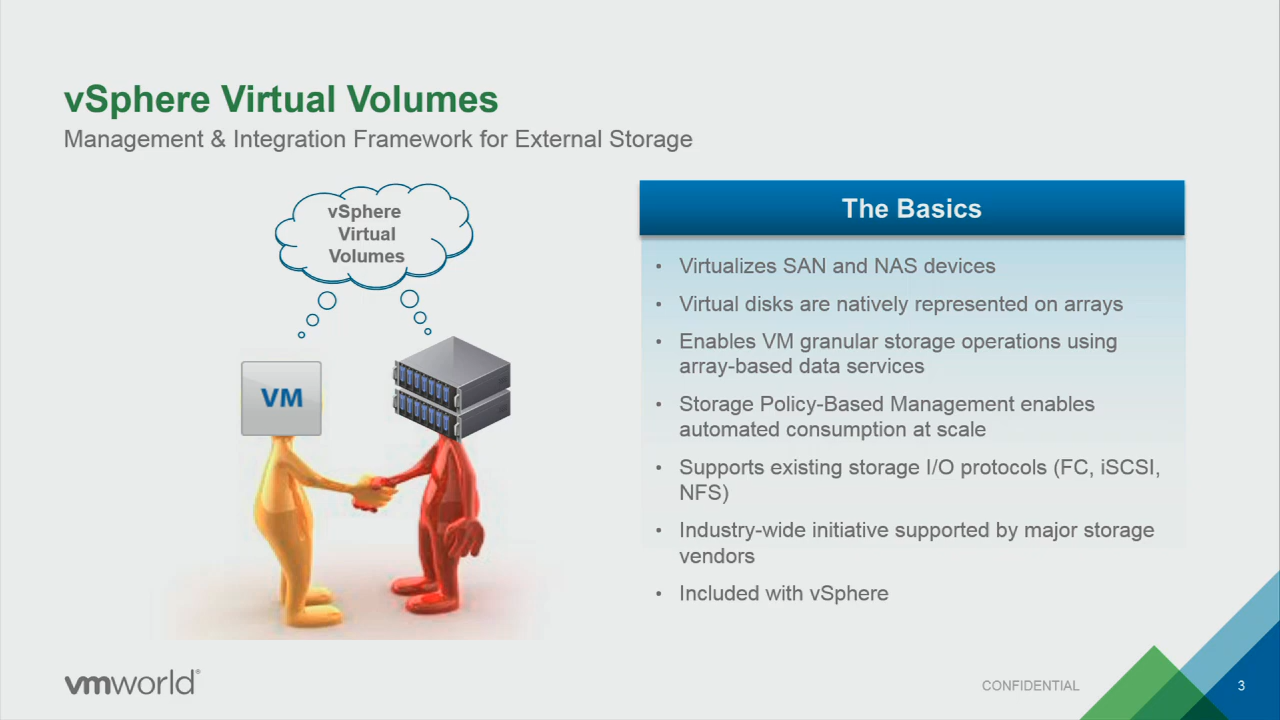 vSphere Virtual Volumes
Management & Integration Framework for External Storage
vSphere
Virtual
Volumes
VM
The Basics
• Virtualizes SAN and NAS devices
• Virtual disks are natively represented on arrays
• Enables VM granular storage operations using
array-based data services
• Storage Policy-Based Management enables
automated consumption at scale
• Supports existing storage I/O protocols (FC, iSCSI,
NFS)
• Industry-wide initiative supported by major storage
vendors
• Included with vSphere
vmworld®
CONFIDENTIAL
3